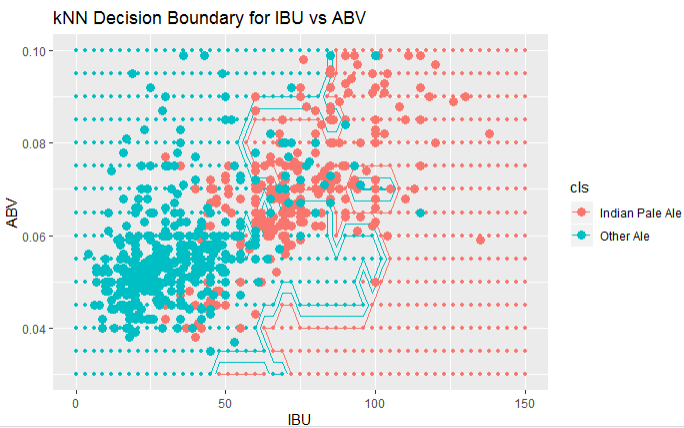 kNN Decision Boundary for IBU vs ABV
0.10
0.08
0.06
0.04
ABV
0
50
100
150
IBU
cls
Indian Pale Ale
Other Ale